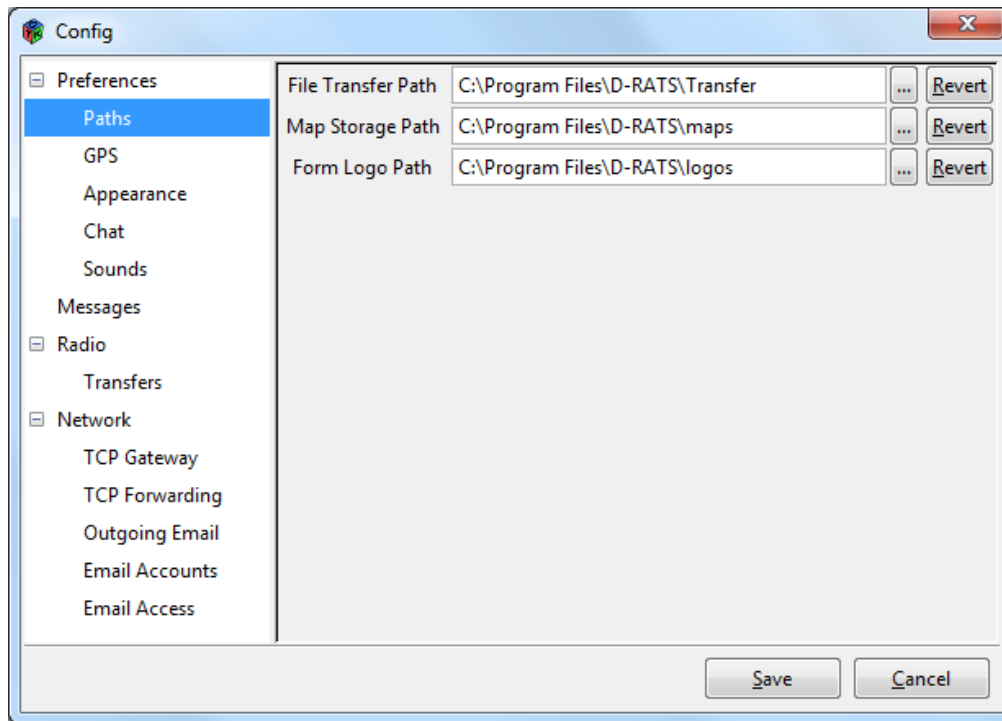 Config
Preferences
Paths
GPS
Appearance
Chat
Sounds
Messages
Radio
Transfers
Network
TCP Gateway
TCP Forwarding
Outgoing Email
Email Accounts
Email Access
File Transfer Path C:\Program Files\D-RATS\Transfer ... Revert
Map Storage Path C:\Program Files\D-RATS\maps ... Revert
Form Logo Path C:\Program Files\D-RATS\logos ... Revert
Save Cancel